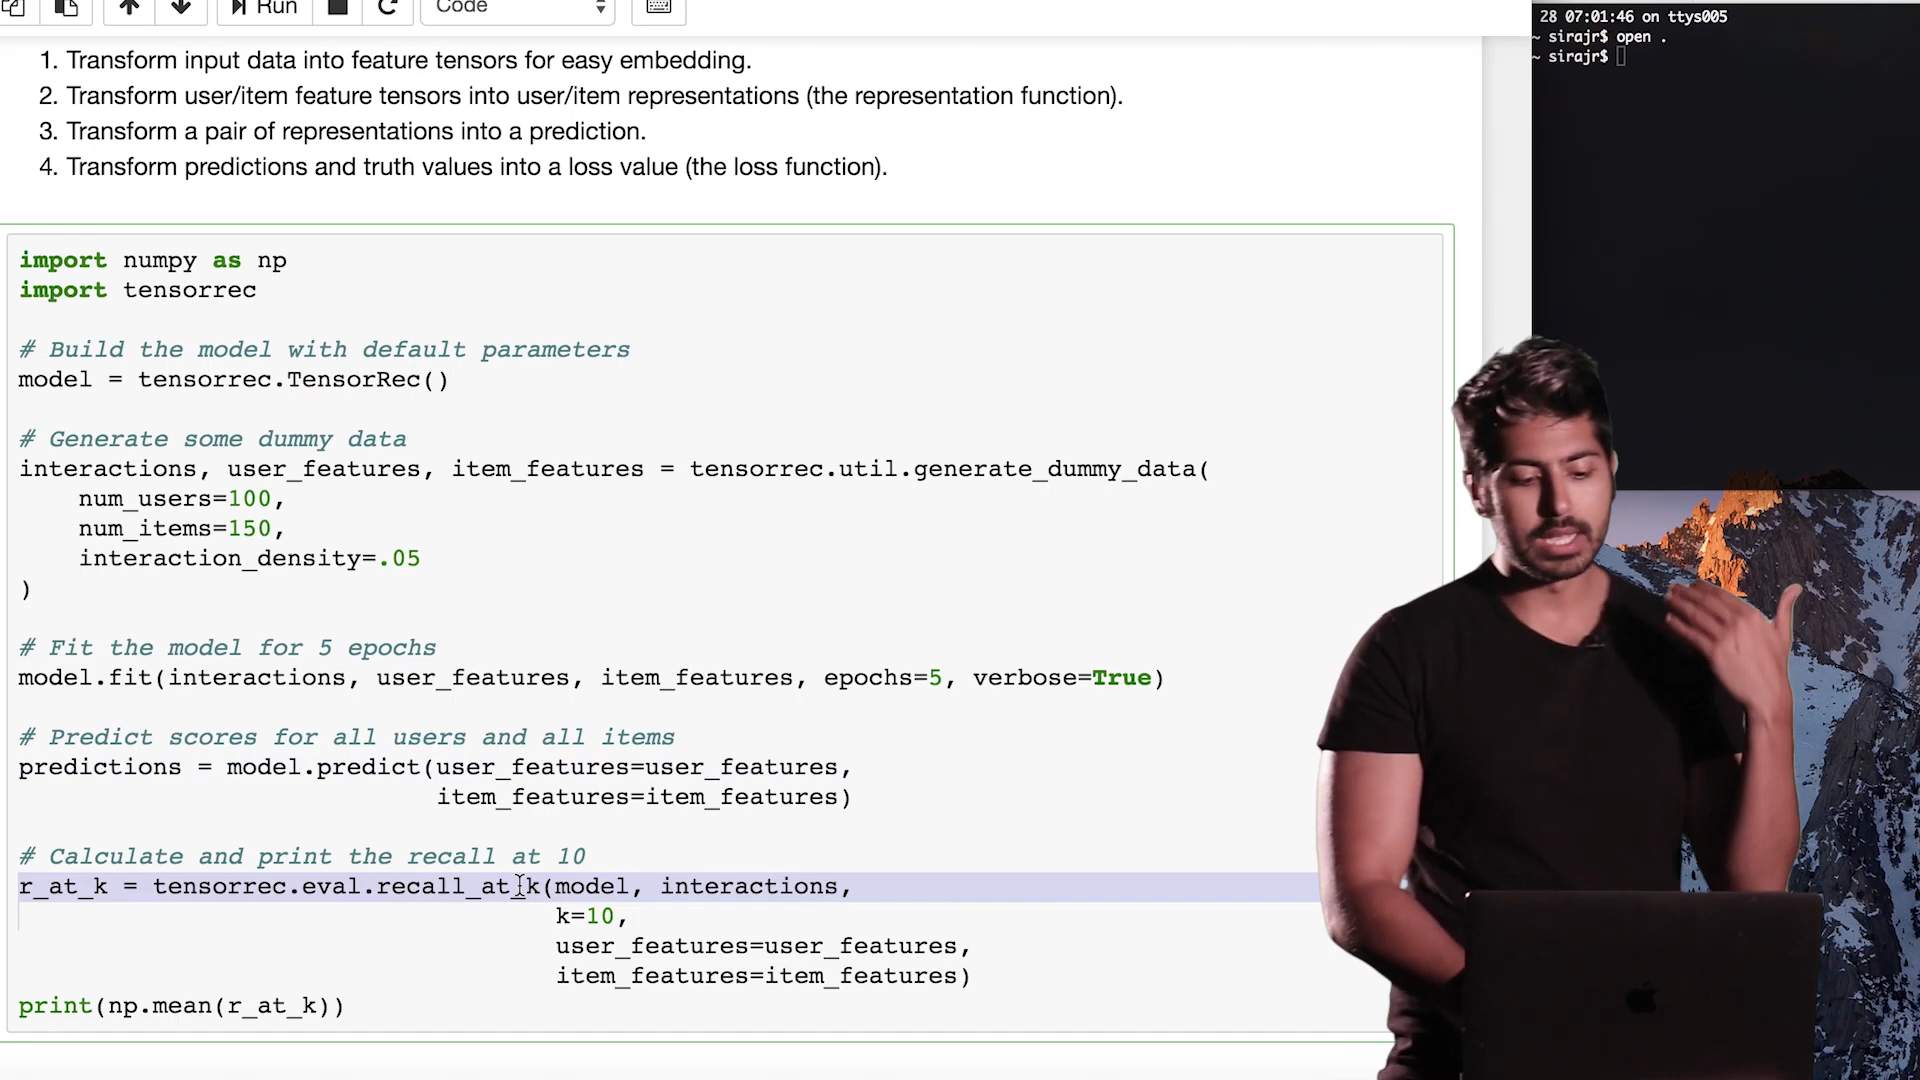 Run
Code
28 07:01:46 on ttys005
~ sirajr$ open .
~ sirajr$
1. Transform input data into feature tensors for easy embedding.
2. Transform user/item feature tensors into user/item representations (the representation function).
3. Transform a pair of representations into a prediction.
4. Transform predictions and truth values into a loss value (the loss function).
import numpy as np
import tensorrec
# Build the model with default parameters
model = tensorrec.TensorRec()
# Generate some dummy data
interactions, user_features, item_features = tensorrec.util.generate_dummy_data(
    num_users=100,
    num_items=150,
    interaction_density=.05
)
# Fit the model for 5 epochs
model.fit(interactions, user_features, item_features, epochs=5, verbose=True)
# Predict scores for all users and all items
predictions = model.predict(user_features=user_features,
                            item_features=item_features)
# Calculate and print the recall at 10
r_at_k = tensorrec.eval.recall_at_k(model, interactions,
                                    k=10,
                                    user_features=user_features,
                                    item_features=item_features)
print(np.mean(r_at_k))